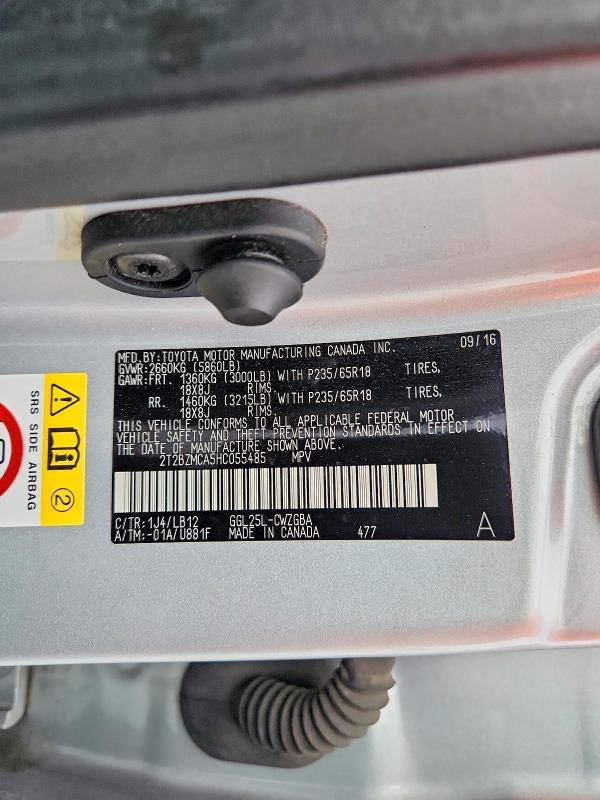 MFD.BY:TOYOTA MOTOR MANUFACTURING CANADA INC. 09/16
GVWR:2660KG (5860LB)
GAWR:FRT. 1360KG (3000LB) WITH P235/65R18 TIRES,
18X8J RIMS,
RR. 1460KG (3215LB) WITH P235/65R18 TIRES,
18X8J RIMS,
THIS VEHICLE CONFORMS TO ALL APPLICABLE FEDERAL MOTOR
VEHICLE SAFETY AND THEFT PREVENTION STANDARDS IN EFFECT ON
THE DATE OF MANUFACTURE SHOWN ABOVE.
2T2BZMCA5HC055485 MPV
C/TR:1J4/LB12 GGL25L-CWZGBA
A/TM:-01A/U881F MADE IN CANADA 477 A
SRS SIDE AIRBAG
2